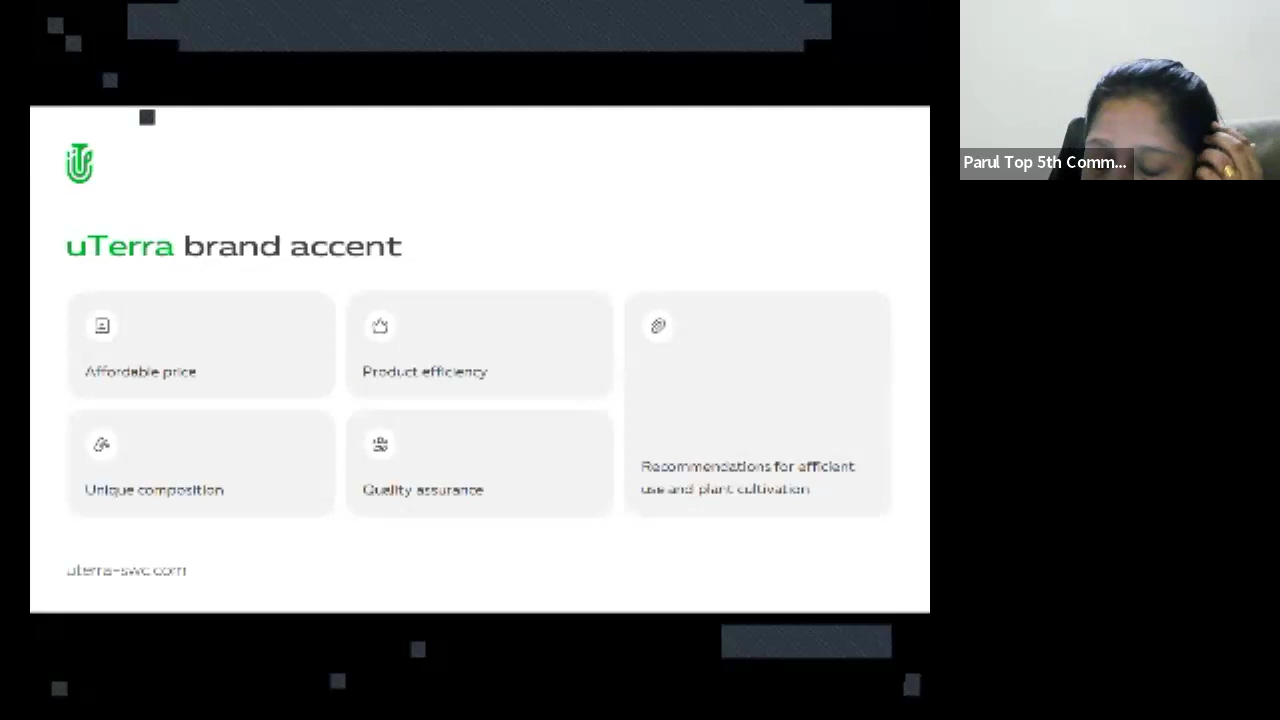 uTerra brand accent
Affordable price
Product efficiency
Unique composition
Quality assurance
Recommendations for efficient
use and plant cultivation
uterra-swc.com
Parul Top 5th Comm...